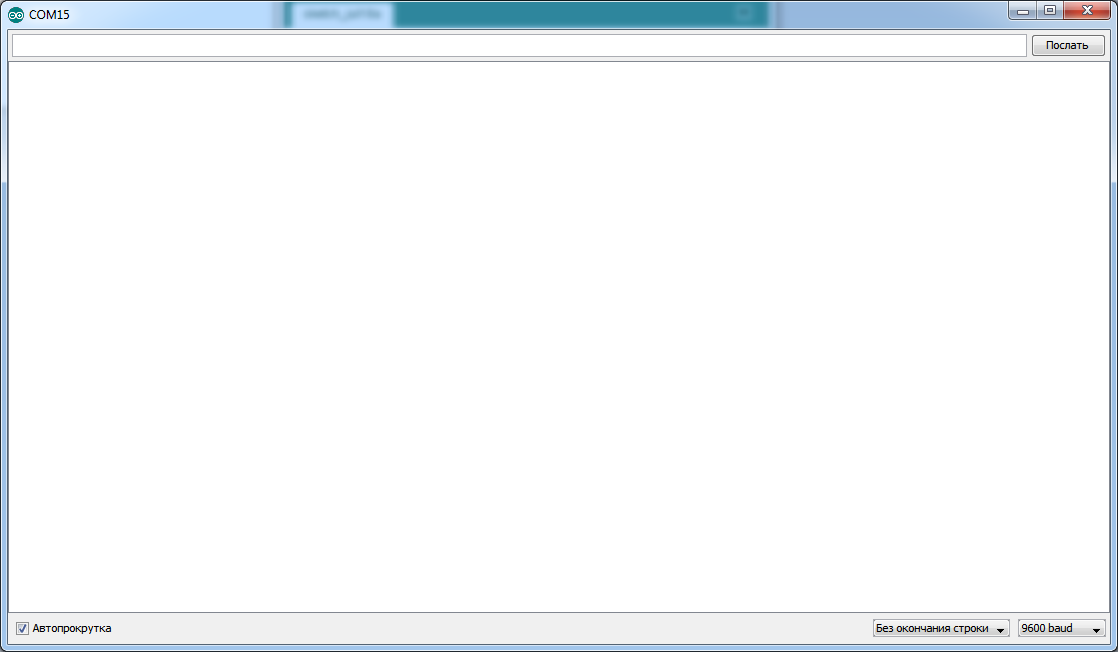 COM15
Послать
Автопрокрутка
Без окончания строки
9600 baud